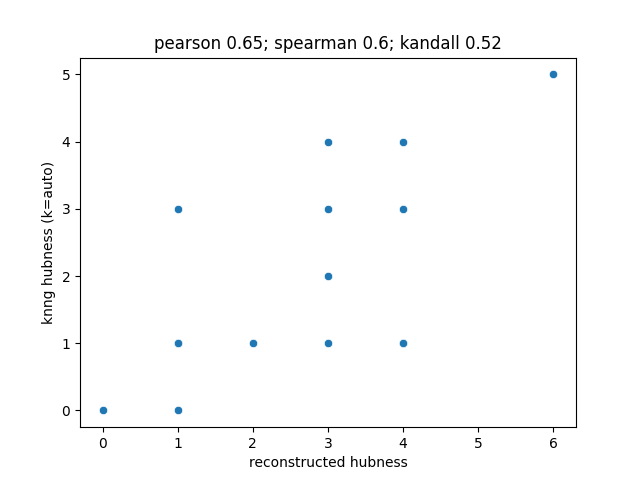 pearson 0.65; spearman 0.6; kandall 0.52
knng hubness (k=auto)
5
4
3
2
1
0
0 1 2 3 4 5 6
reconstructed hubness